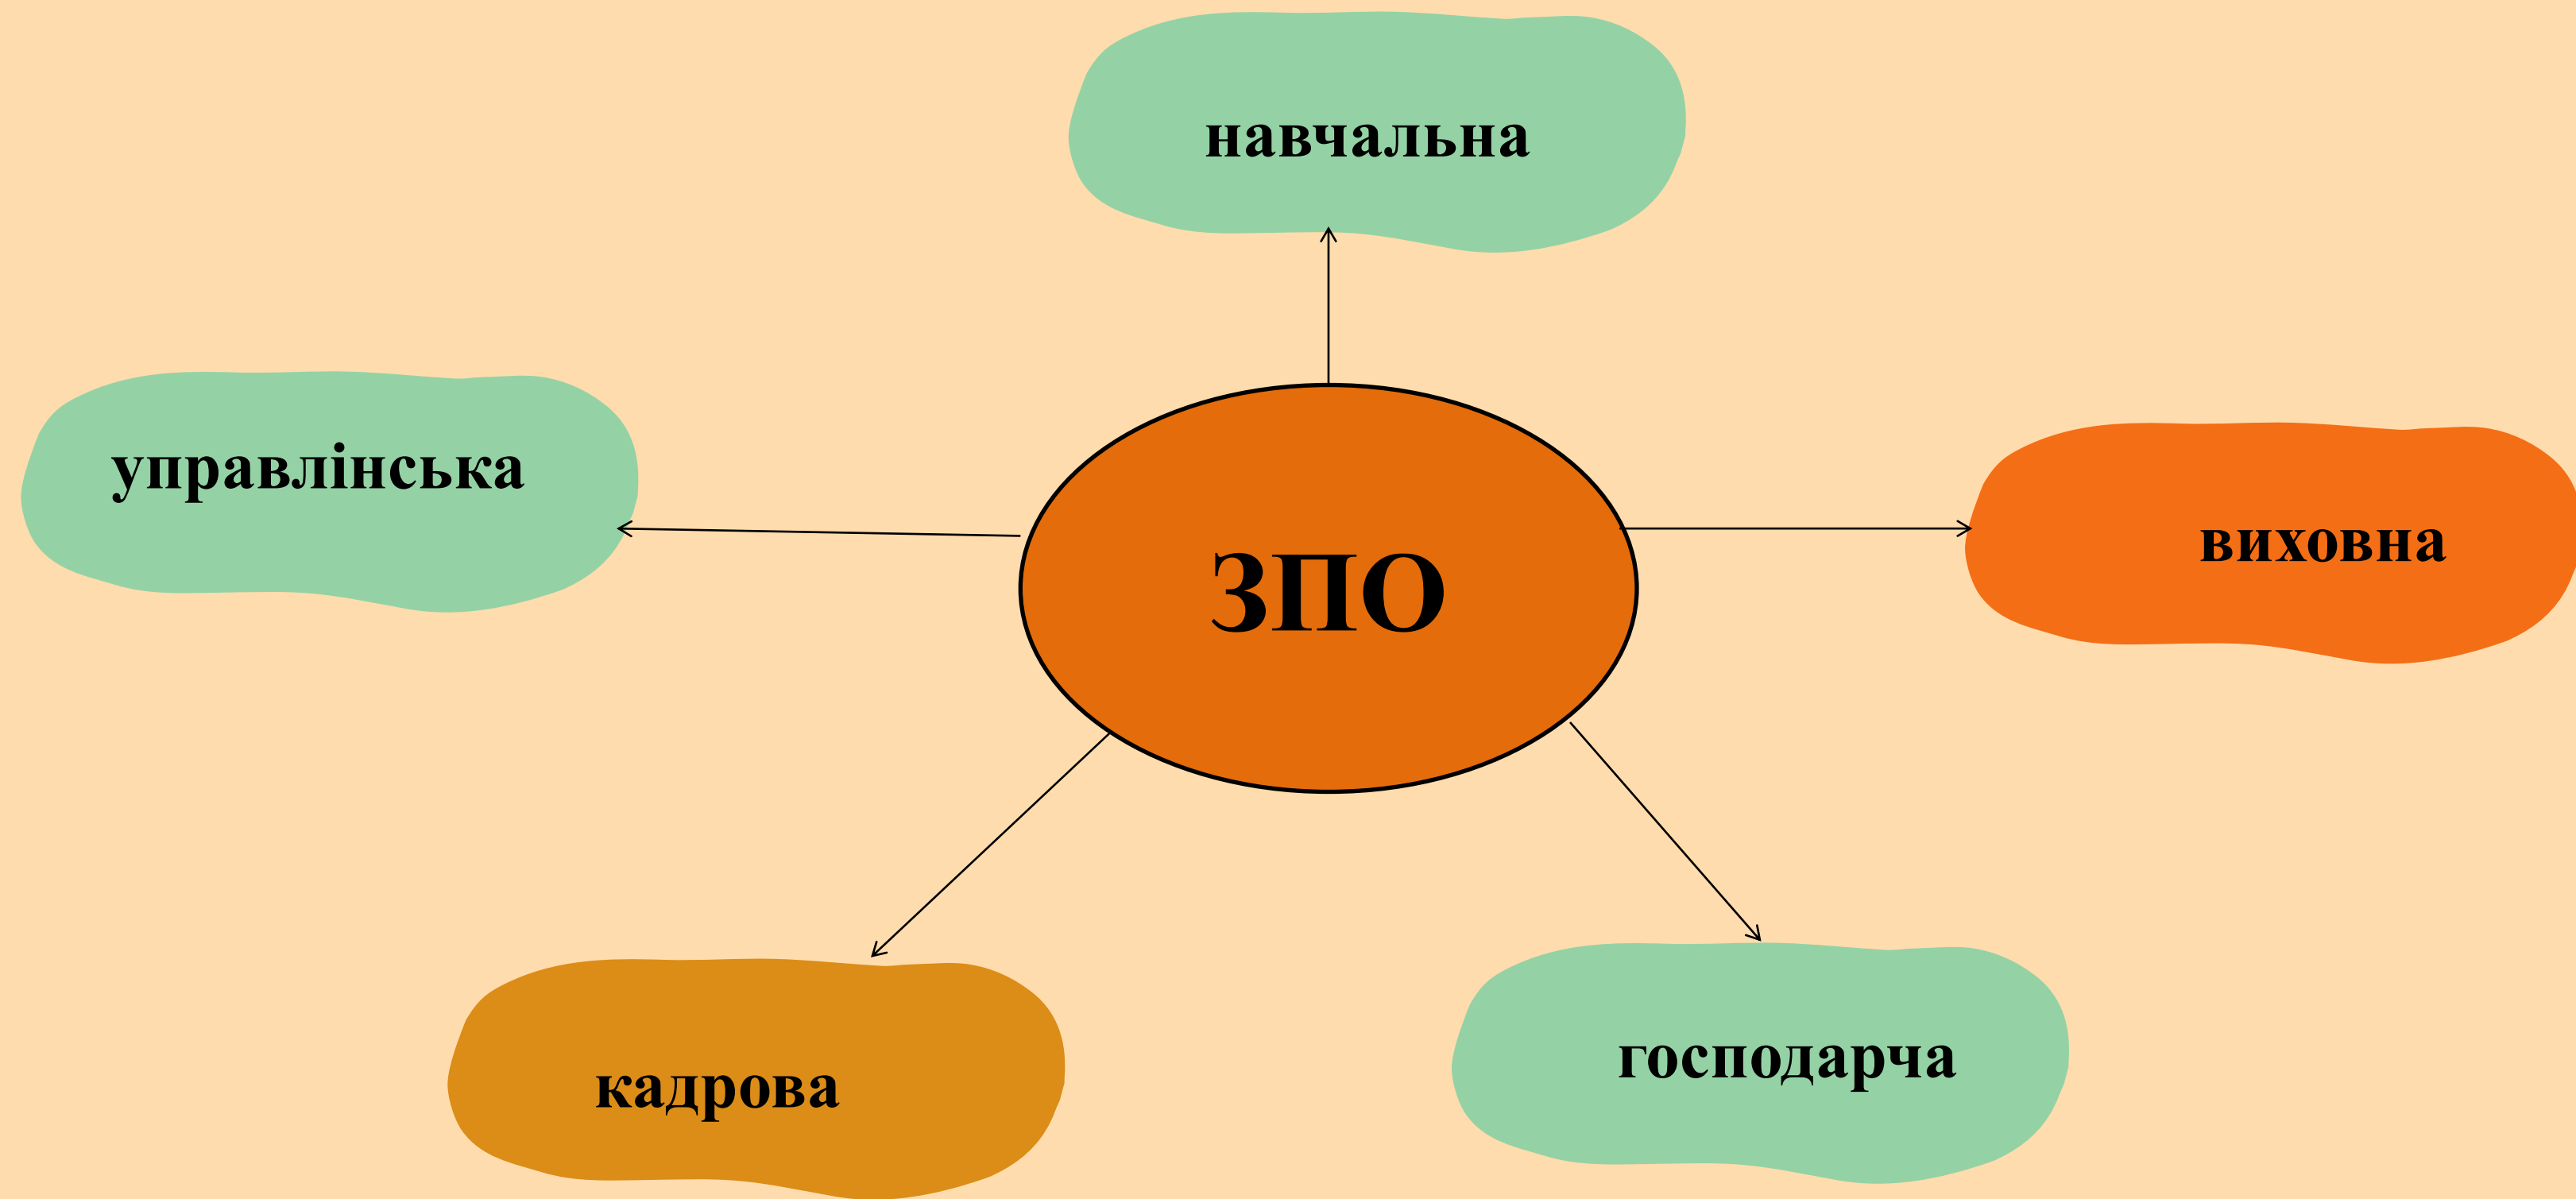 навчальна
управлінська
виховна
ЗПО
господарча
кадрова